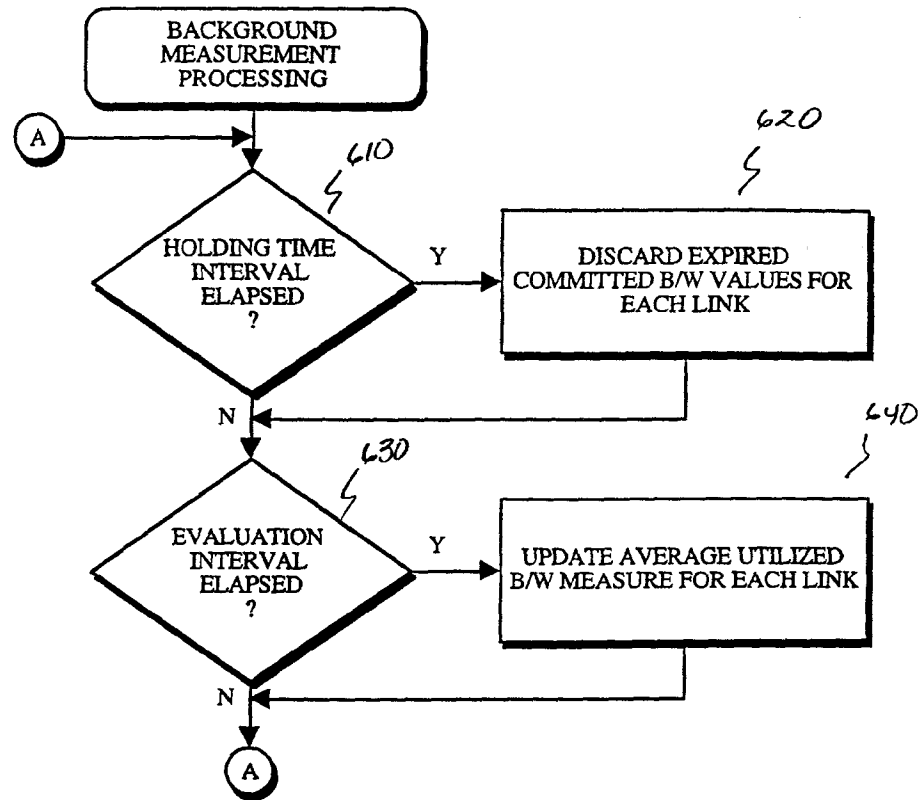 BACKGROUND
MEASUREMENT
PROCESSING
A
610
620
HOLDING TIME
INTERVAL
ELAPSED
?
Y
DISCARD EXPIRED
COMMITTED B/W VALUES FOR
EACH LINK
N
630
640
EVALUATION
INTERVAL
ELAPSED
?
Y
UPDATE AVERAGE UTILIZED
B/W MEASURE FOR EACH LINK
N
A